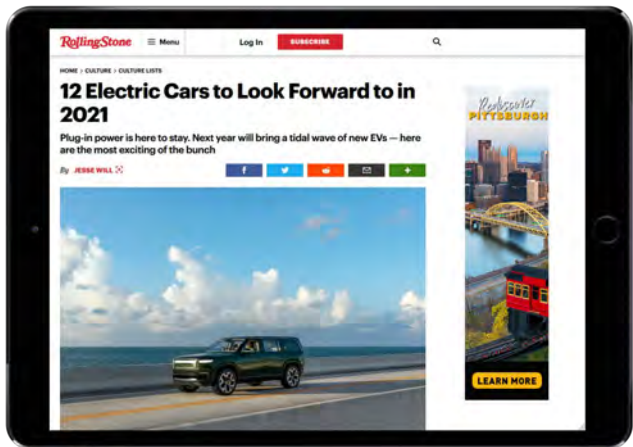 RollingStone
Menu
Log In
SUBSCRIBE
HOME > CULTURE > CULTURE LISTS
12 Electric Cars to Look Forward to in
2021
Plug-in power is here to stay. Next year will bring a tidal wave of new EVs — here
are the most exciting of the bunch
By JESSE WILL
Rediscover
PITTSBURGH
LEARN MORE